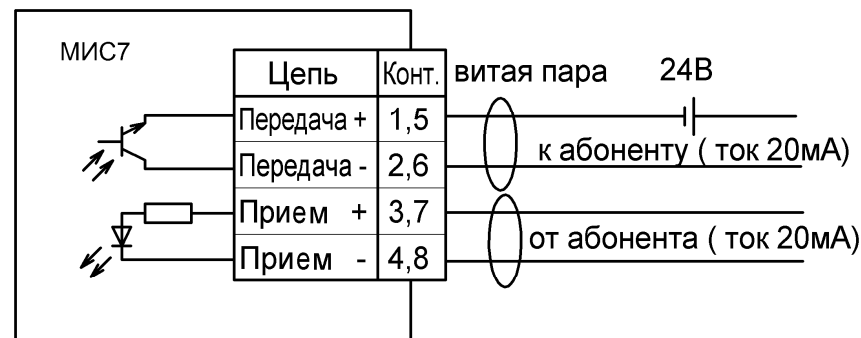 МИС7
Цепь Конт. витая пара 24В
Передача + 1,5
Передача - 2,6
к абоненту ( ток 20мА)
Прием + 3,7
от абонента ( ток 20мА)
Прием - 4,8